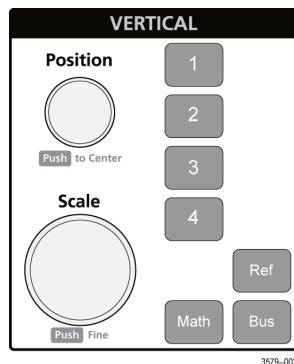 VERTICAL
Position
1
2
Push to Center
3
Scale
4
Ref
Push Fine
Math
Bus